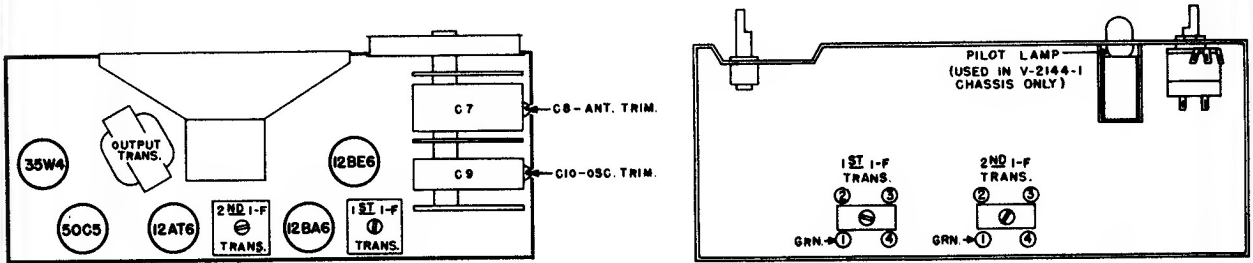 35W4
OUTPUT
TRANS.
12BE6
C7
C8-ANT. TRIM.
C9
C10-OSC. TRIM.
50C5
12AT6
2ND I-F
TRANS.
12BA6
1ST I-F
TRANS.
PILOT LAMP
(USED IN V-2144-1
CHASSIS ONLY)
1ST I-F
TRANS.
2 3
GRN. 1 4
2ND I-F
TRANS.
2 3
GRN. 1 4